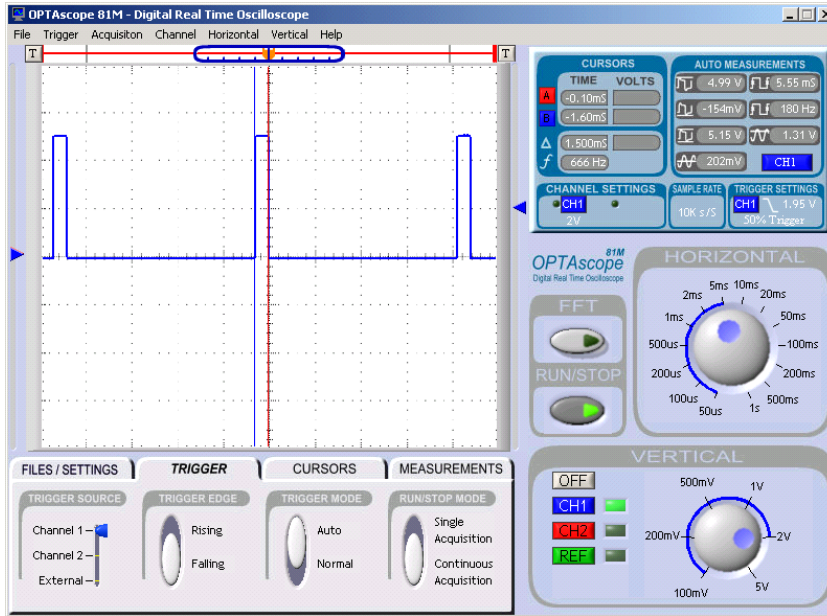 OPTAscope 81M - Digital Real Time Oscilloscope
File Trigger Acquisiton Channel Horizontal Vertical Help
T T
CURSORS
TIME VOLTS
A -0.10mS
B -1.60mS
Δ 1.500mS
f 666 Hz
AUTO MEASUREMENTS
4.99 V 5.55 mS
-154mV 180 Hz
5.15 V 1.31 V
202mV CH1
CHANNEL SETTINGS
CH1
2V
SAMPLE RATE
10K s/S
TRIGGER SETTINGS
CH1 1.95 V
50% Trigger
81M
OPTAscope
Digital Real Time Oscilloscope
FFT
RUN/STOP
HORIZONTAL
5ms 10ms
2ms 20ms
1ms 50ms
500us 100ms
200us 200ms
100us 500ms
50us 1s
FILES / SETTINGS TRIGGER CURSORS MEASUREMENTS
TRIGGER SOURCE
Channel 1
Channel 2
External
TRIGGER EDGE
Rising
Falling
TRIGGER MODE
Auto
Normal
RUN/STOP MODE
Single
Acquisition
Continuous
Acquisition
VERTICAL
OFF
CH1
CH2
REF
500mV 1V
200mV 2V
100mV 5V